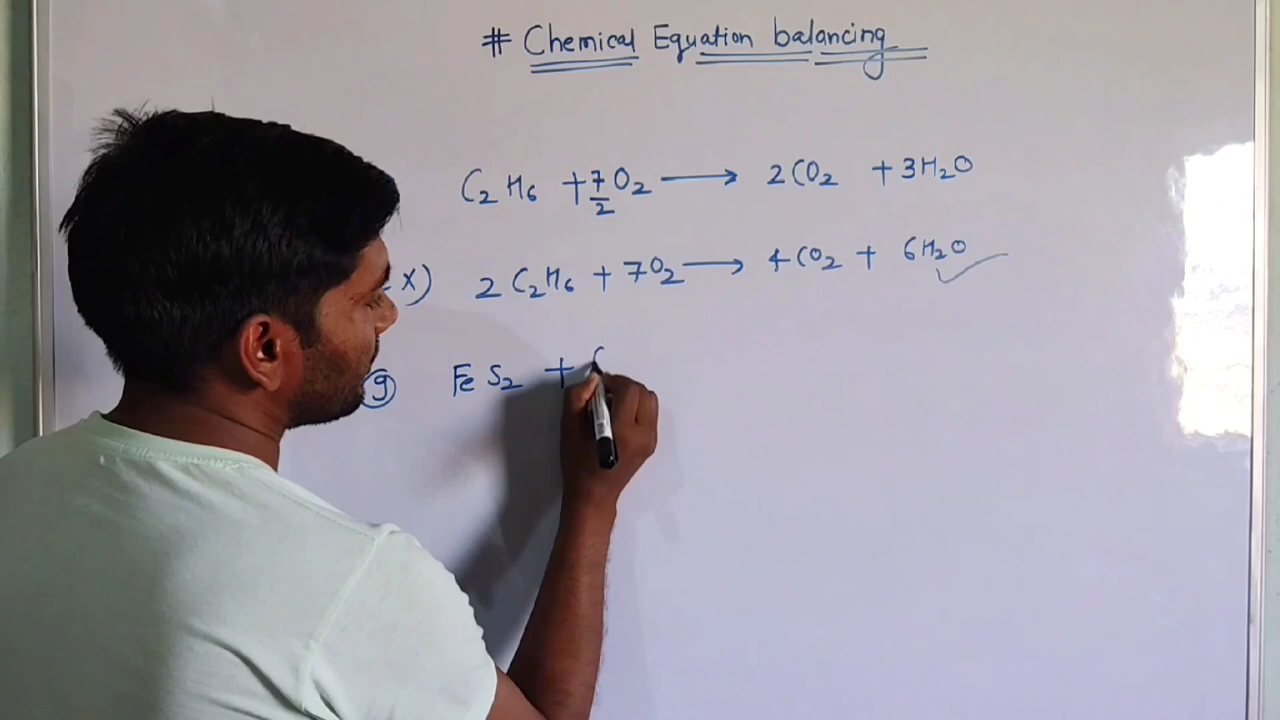 # Chemical Equation balancing
C₂H₆ + 7/2 O₂ ⟶ 2CO₂ + 3H₂O
x) 2C₂H₆ + 7O₂ ⟶ 4CO₂ + 6H₂O
9 FeS₂ +